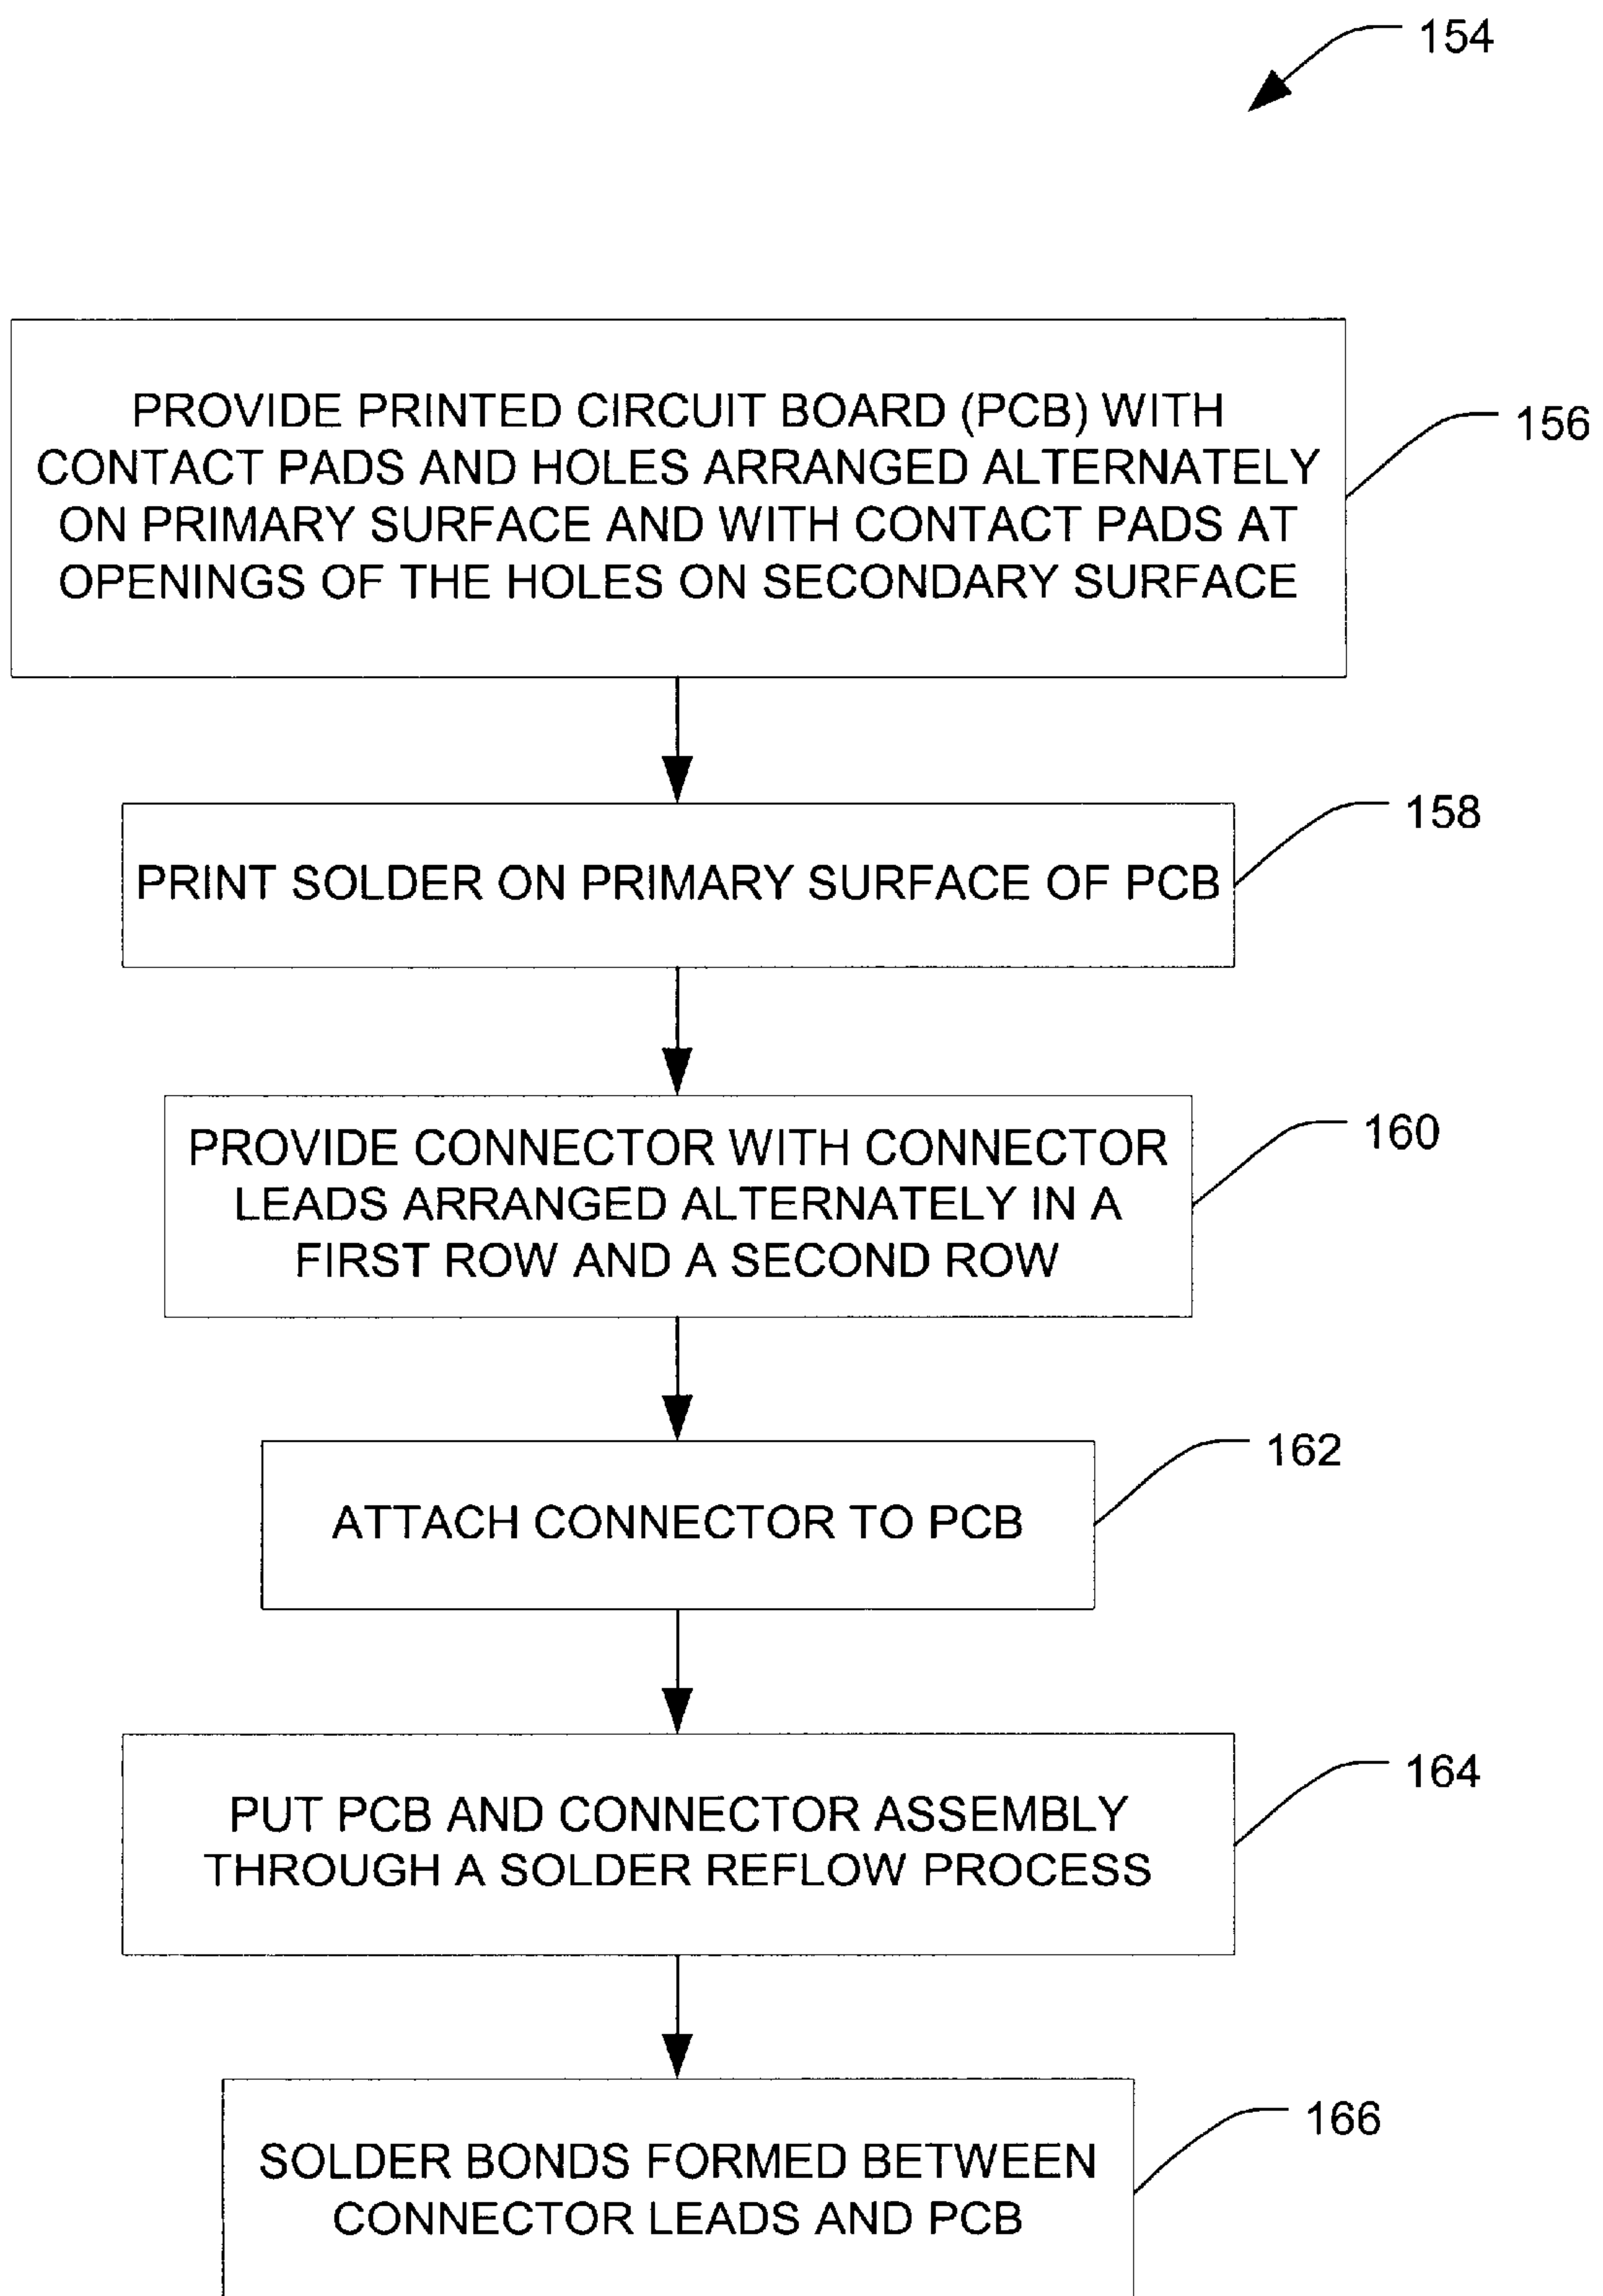 154
PROVIDE PRINTED CIRCUIT BOARD (PCB) WITH
CONTACT PADS AND HOLES ARRANGED ALTERNATELY
ON PRIMARY SURFACE AND WITH CONTACT PADS AT
OPENINGS OF THE HOLES ON SECONDARY SURFACE
156
PRINT SOLDER ON PRIMARY SURFACE OF PCB
158
PROVIDE CONNECTOR WITH CONNECTOR
LEADS ARRANGED ALTERNATELY IN A
FIRST ROW AND A SECOND ROW
160
ATTACH CONNECTOR TO PCB
162
PUT PCB AND CONNECTOR ASSEMBLY
THROUGH A SOLDER REFLOW PROCESS
164
SOLDER BONDS FORMED BETWEEN
CONNECTOR LEADS AND PCB
166